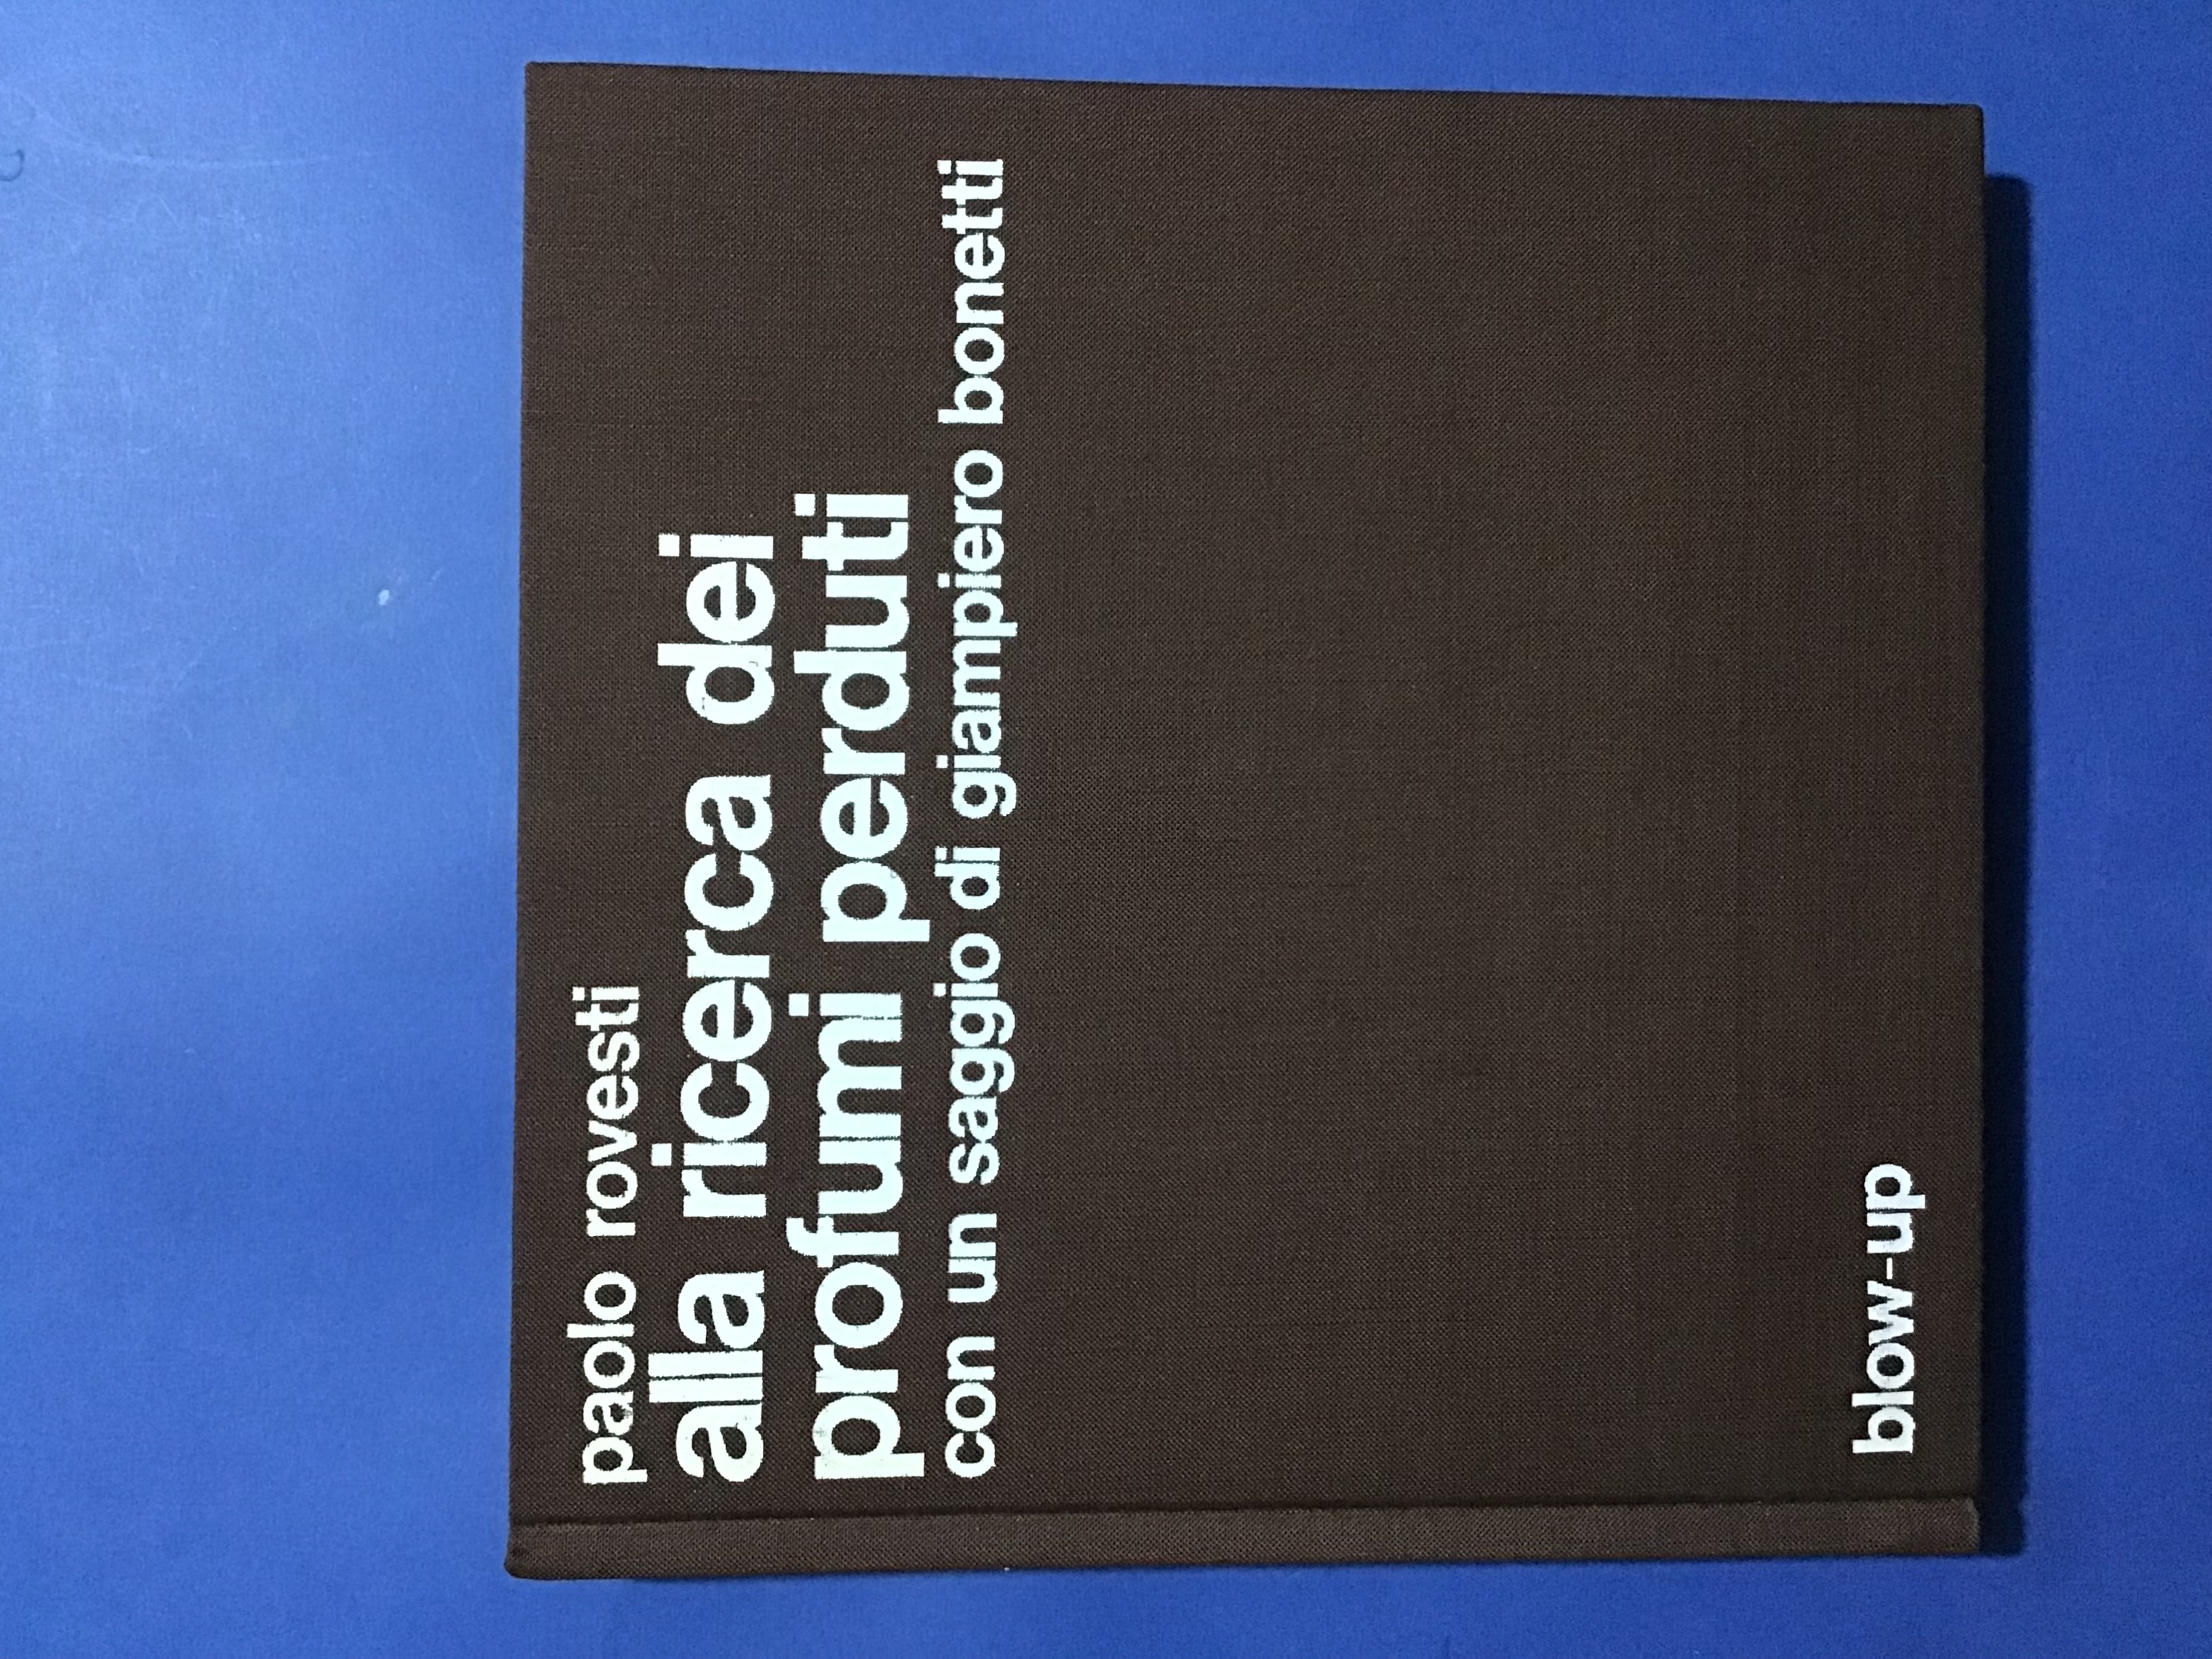 paolo rovesti
alla ricerca dei
profumi perduti
con un saggio di giampiero bonetti
blow-up